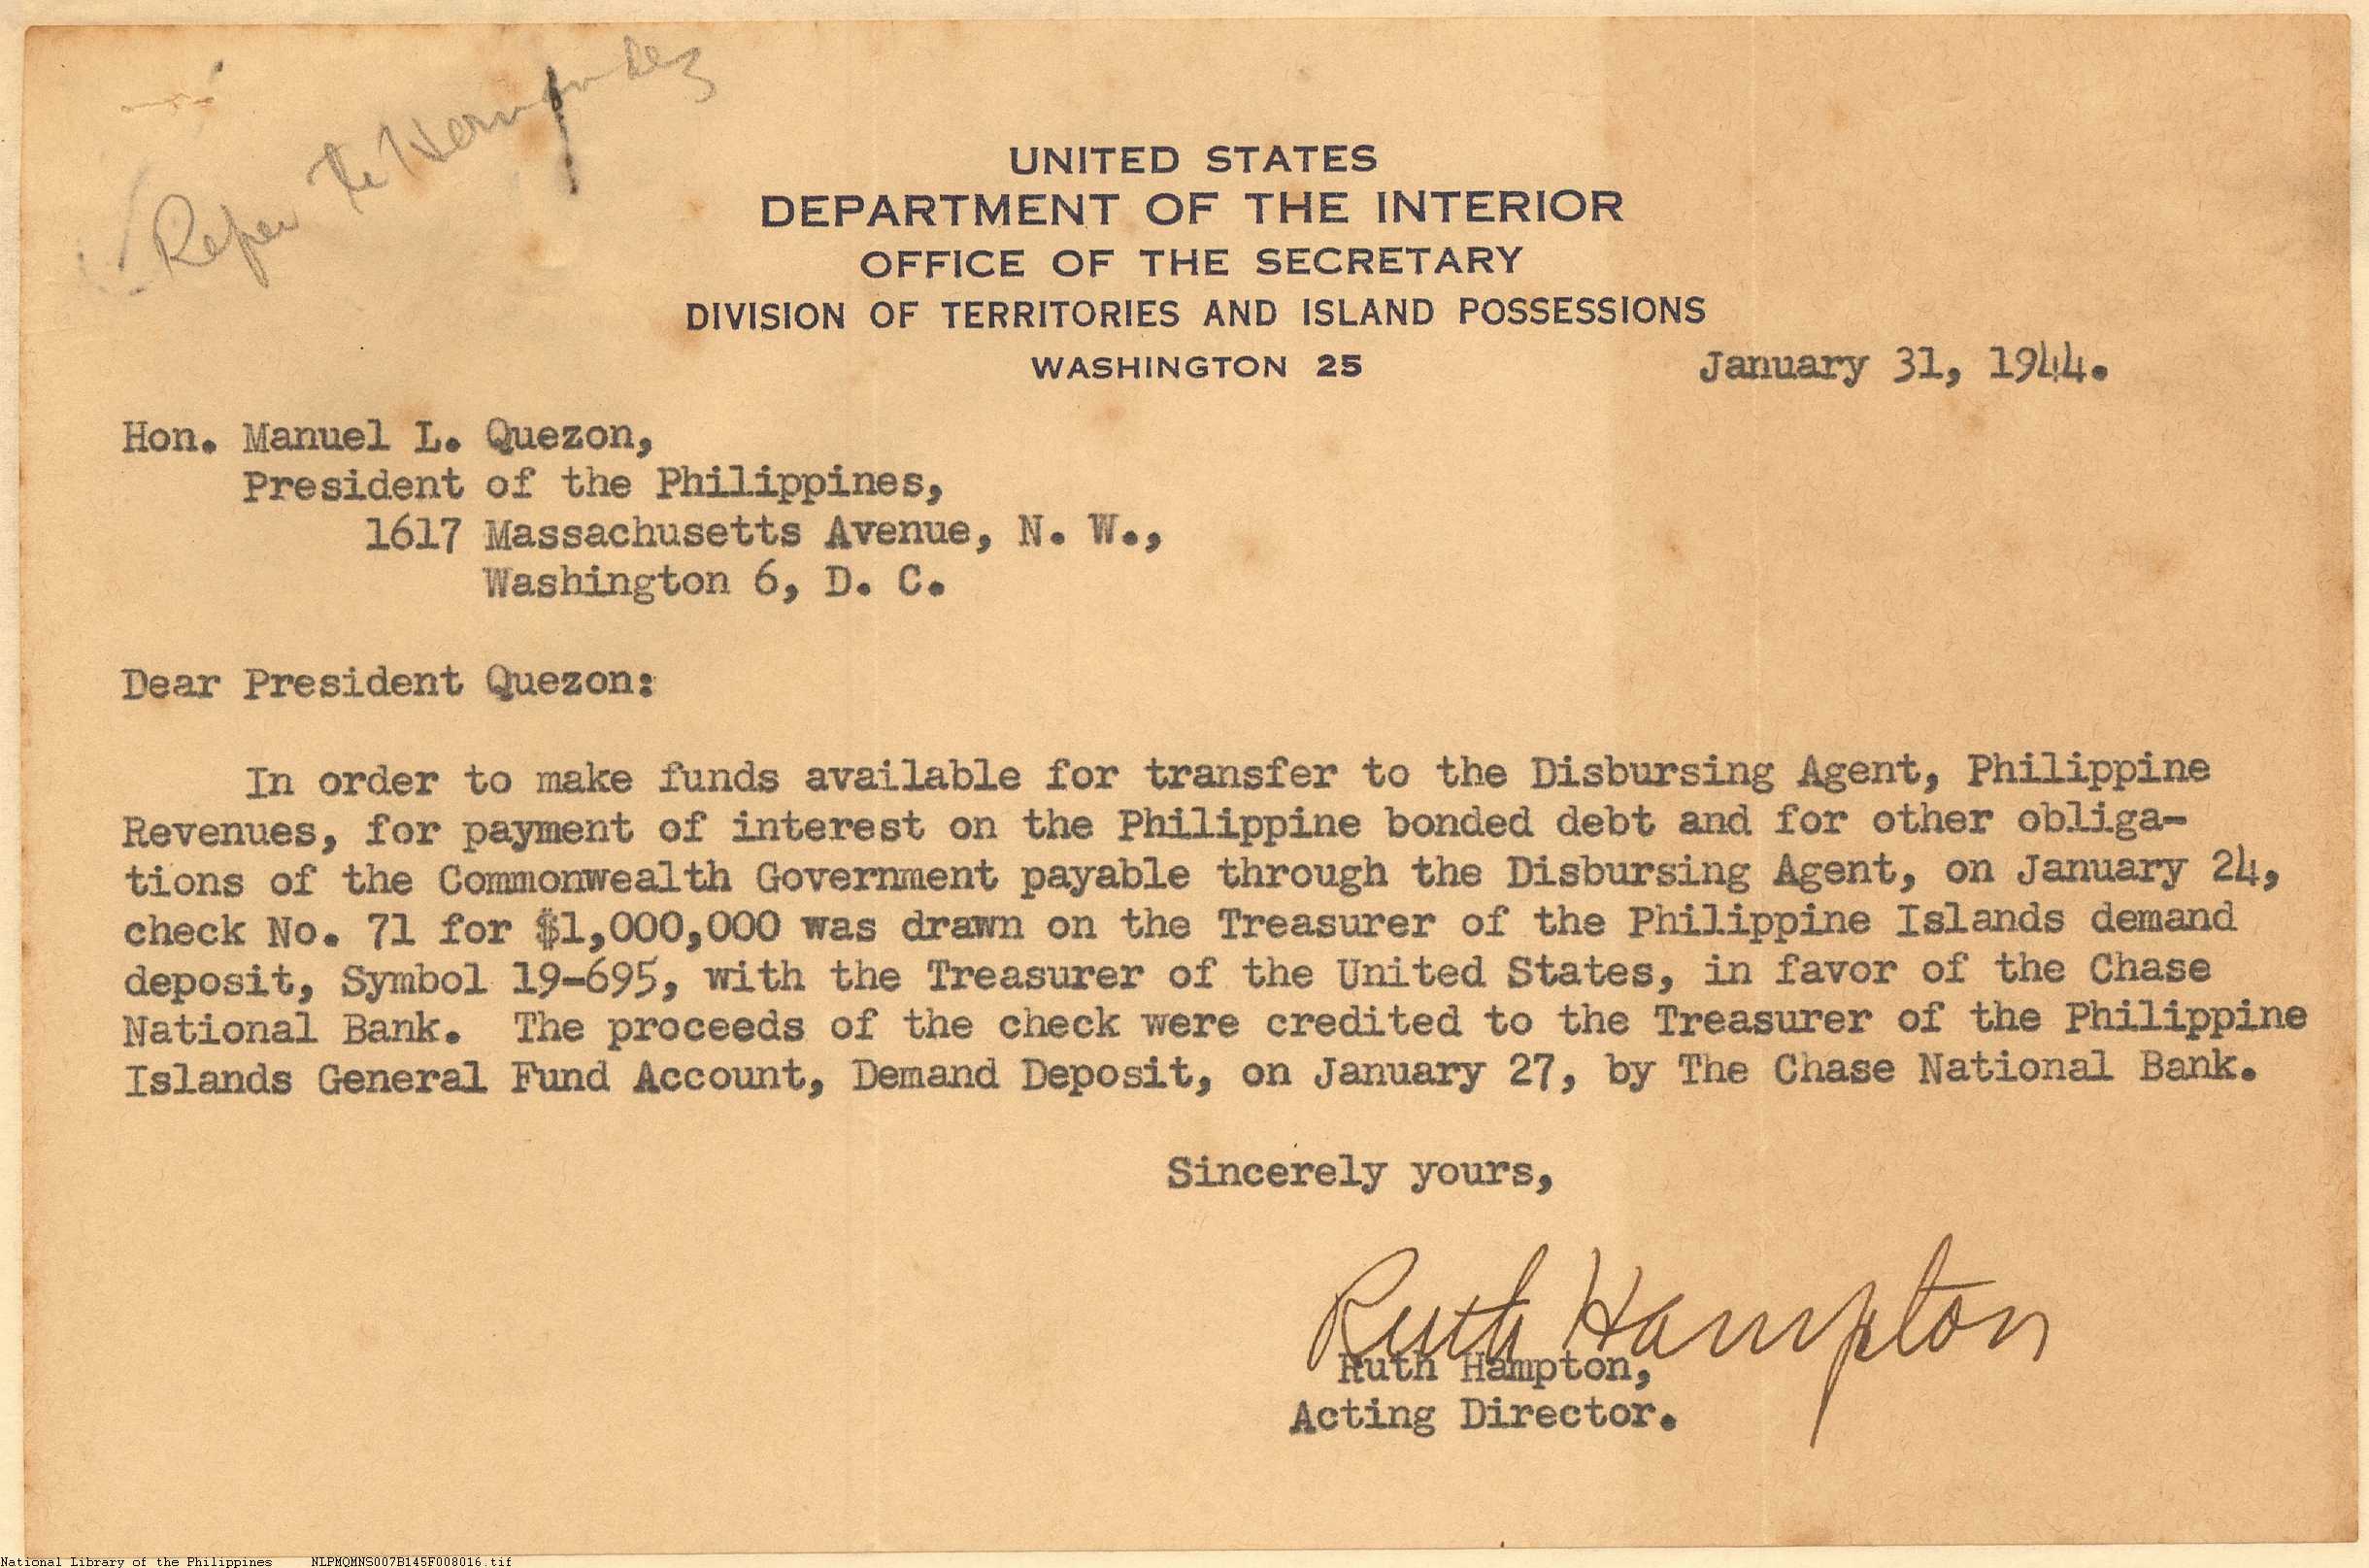 Refer to Hernandez
UNITED STATES
DEPARTMENT OF THE INTERIOR
OFFICE OF THE SECRETARY
DIVISION OF TERRITORIES AND ISLAND POSSESSIONS
WASHINGTON 25
January 31, 1944.
Hon. Manuel L. Quezon,
President of the Philippines,
1617 Massachusetts Avenue, N. W.,
Washington 6, D. C.
Dear President Quezon:
In order to make funds available for transfer to the Disbursing Agent, Philippine
Revenues, for payment of interest on the Philippine bonded debt and for other obliga-
tions of the Commonwealth Government payable through the Disbursing Agent, on January 24,
check No. 71 for $1,000,000 was drawn on the Treasurer of the Philippine Islands demand
deposit, Symbol 19-695, with the Treasurer of the United States, in favor of the Chase
National Bank. The proceeds of the check were credited to the Treasurer of the Philippine
Islands General Fund Account, Demand Deposit, on January 27, by The Chase National Bank.
Sincerely yours,
Ruth Hampton
Ruth Hampton,
Acting Director.
National Library of the Philippines NLPMQMNS007B145F008016.tif